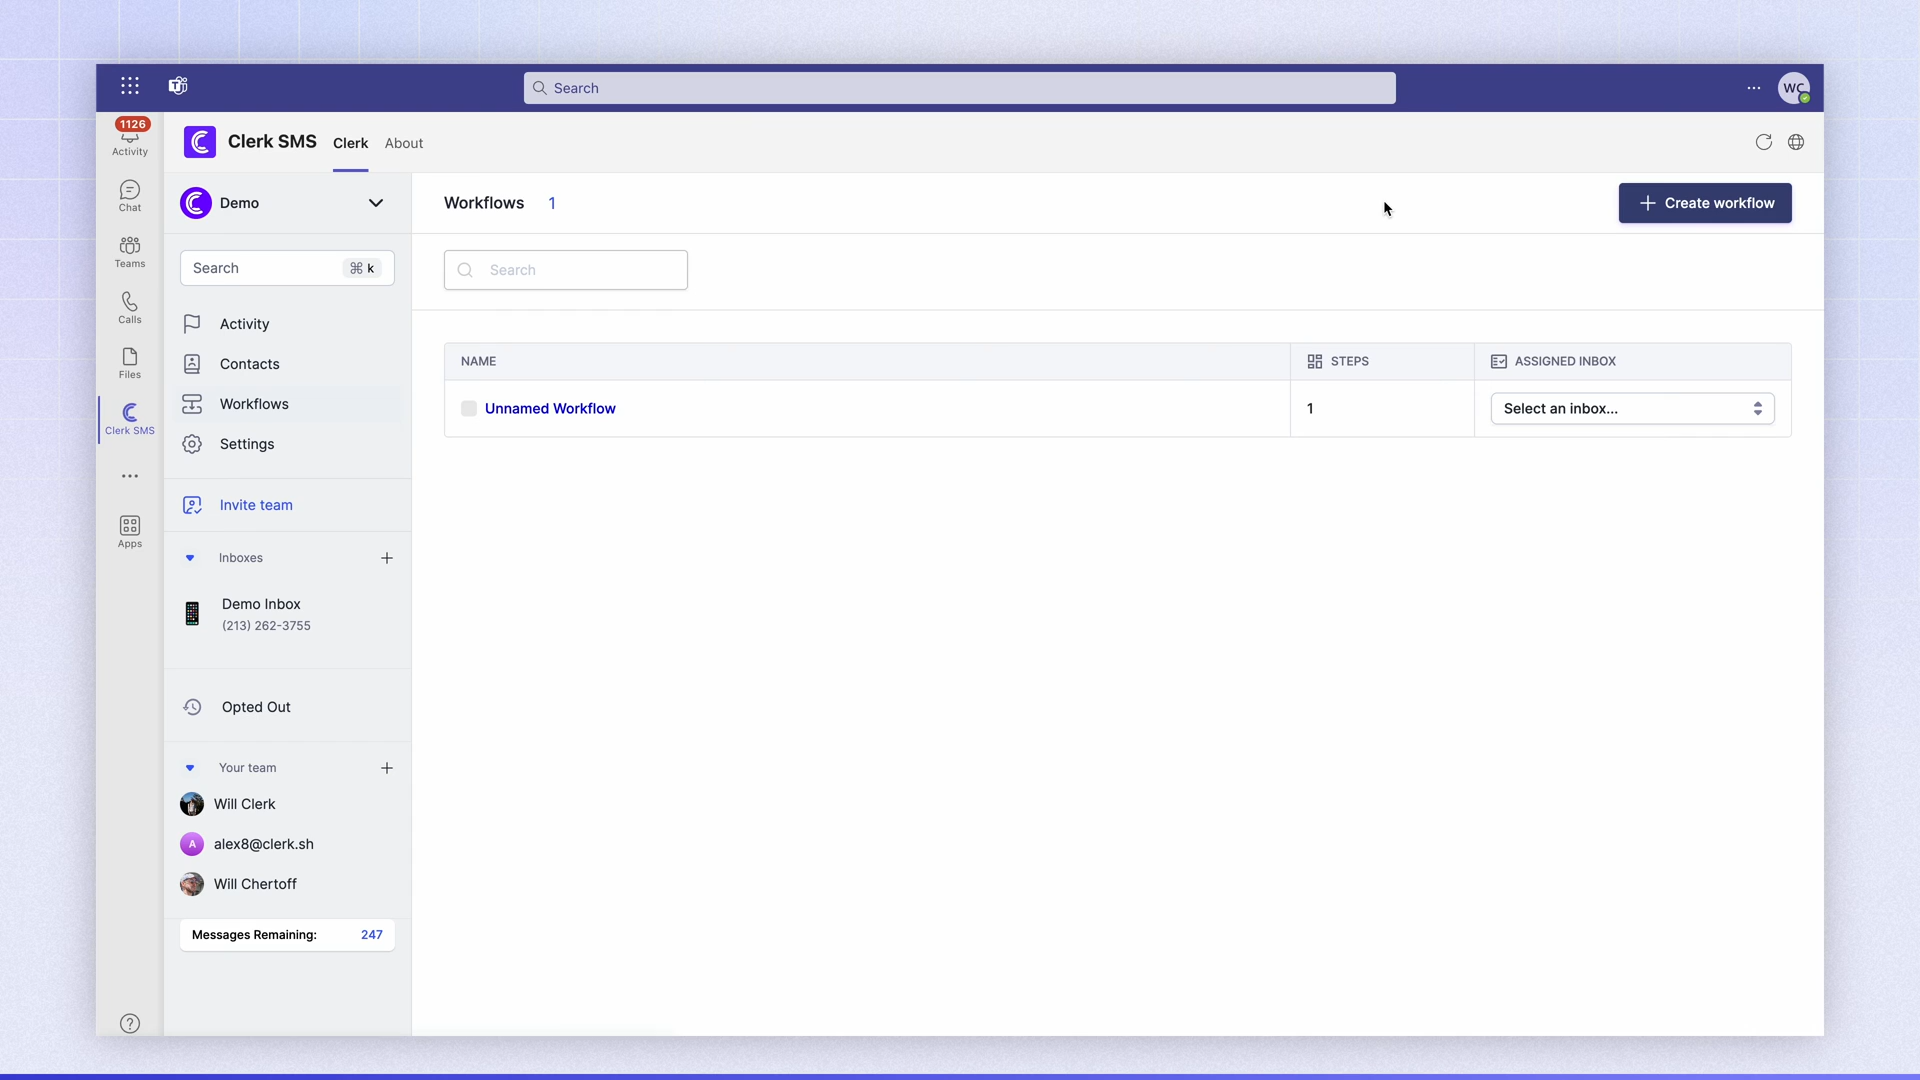 Search
WC
1126
Activity
Chat
Teams
Calls
Files
Clerk SMS
Apps
Clerk SMS
Clerk
About
Demo
Search
⌘ k
Activity
Contacts
Workflows
Settings
Invite team
Inboxes
Demo Inbox
(213) 262-3755
Opted Out
Your team
Will Clerk
A
alex8@clerk.sh
Will Chertoff
Messages Remaining: 247
Workflows 1
Create workflow
Search
NAME
STEPS
ASSIGNED INBOX
Unnamed Workflow
1
Select an inbox...